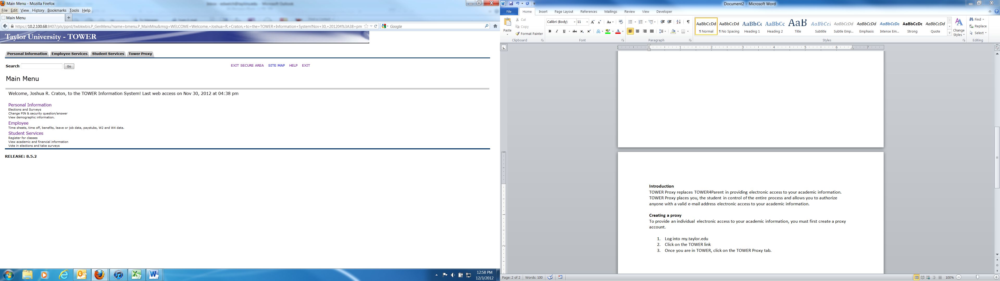 Main Menu - Mozilla Firefox
File Edit View History Bookmarks Tools Help
Main Menu
https://10.2.100.68:8407/pls/pprd/twbkwbis.P_GenMenu?name=bmenu.P_MainMnu&msg=WELCOME+Welcome,+Joshua+R.+Craton,+to+the+TOWER+Information+System!Nov+30,+201204%3A38+pm
Google
Taylor University - TOWER
Personal Information Employee Services Student Services Tower Proxy
Search Go EXIT SECURE AREA SITE MAP HELP EXIT
Main Menu
Welcome, Joshua R. Craton, to the TOWER Information System! Last web access on Nov 30, 2012 at 04:38 pm
Personal Information
Elections and Surveys
Change PIN & security question/answer
View demographic information.
Employee
Time sheets, time off, benefits, leave or job data, paystubs, W2 and W4 data.
Student Services
Register for classes
View academic and financial information
Vote in elections and take surveys
RELEASE: 8.5.2
12:58 PM
12/3/2012
Document2 - Microsoft Word
File Home Insert Page Layout References Mailings Review View Developer
Paste
Cut
Copy
Format Painter
Clipboard
Calibri (Body) 11
Font
Paragraph
AaBbCcDd AaBbCcDd AaBbCc AaBbCc AaB AaBbCcI AaBbCcDd AaBbCcDd AaBbCcDd AaBbCcDc AaBbCcDd
¶ Normal ¶ No Spacing Heading 1 Heading 2 Title Subtitle Subtle Emp... Emphasis Intense Em... Strong Quote
Styles
Change Styles
Find
Replace
Select
Editing
Introduction
TOWER Proxy replaces TOWER4Parent in providing electronic access to your academic information.
TOWER Proxy places you, the student in control of the entire process and allows you to authorize
anyone with a valid e-mail address electronic access to your academic information.
Creating a proxy
To provide an individual electronic access to your academic information, you must first create a proxy
account.
1. Log into my.taylor.edu
2. Click on the TOWER link
3. Once you are in TOWER, click on the TOWER Proxy tab.
Page: 2 of 2 Words: 100
100%